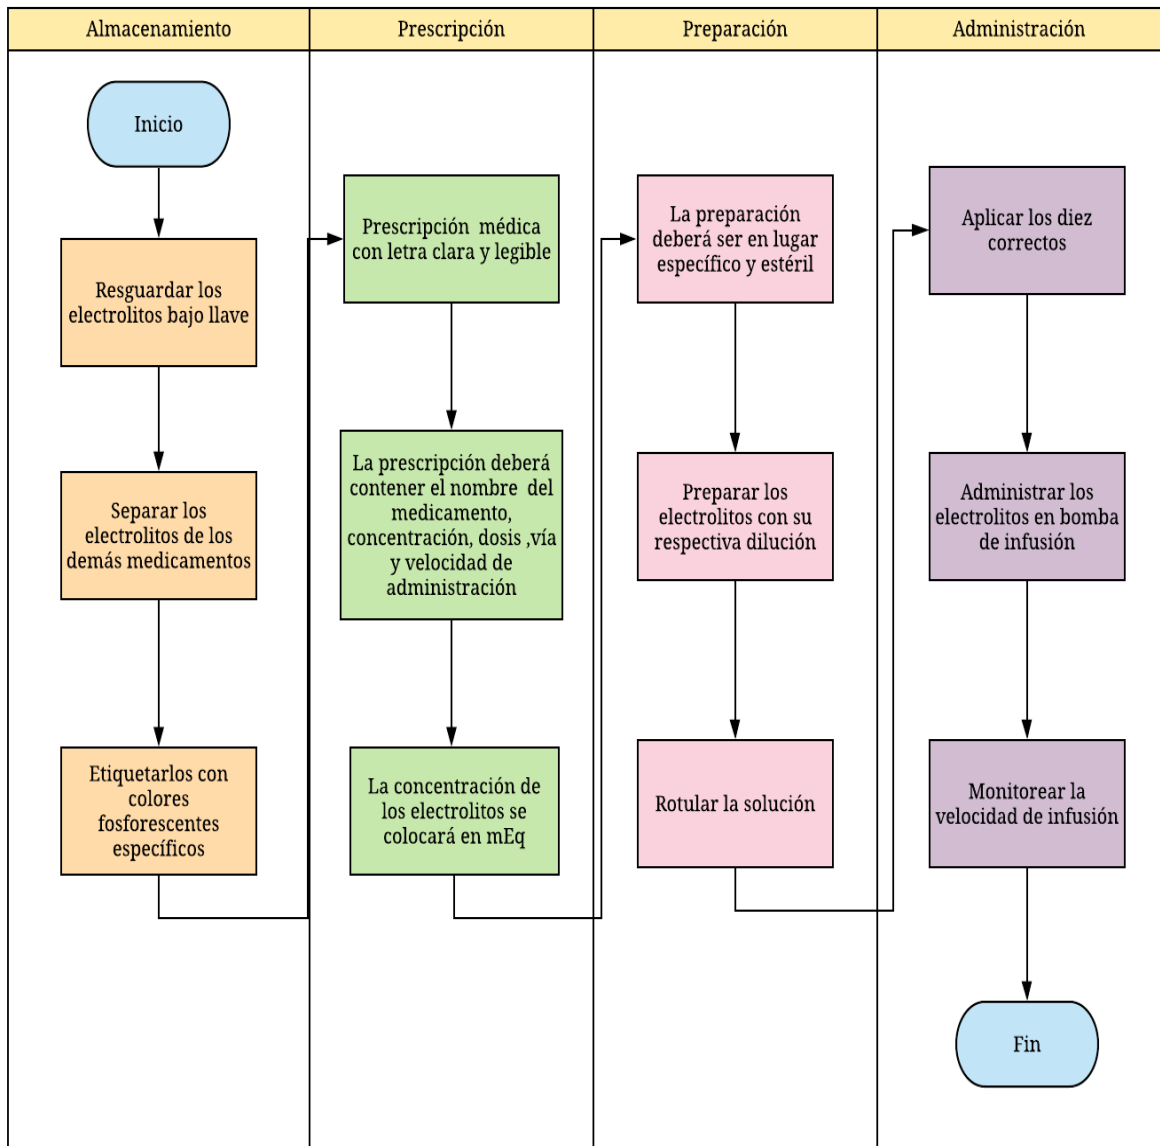 Almacenamiento
Prescripción
Preparación
Administración
Inicio
Resguardar los
electrolitos bajo llave
Separar los
electrolitos de los
demás medicamentos
Etiquetarlos con
colores
fosforescentes
específicos
Prescripción médica
con letra clara y legible
La prescripción deberá
contener el nombre del
medicamento,
concentración, dosis ,vía
y velocidad de
administración
La concentración de
los electrolitos se
colocará en mEq
La preparación
deberá ser en lugar
específico y estéril
Preparar los
electrolitos con su
respectiva dilución
Rotular la solución
Aplicar los diez
correctos
Administrar los
electrolitos en bomba
de infusión
Monitorear la
velocidad de infusión
Fin